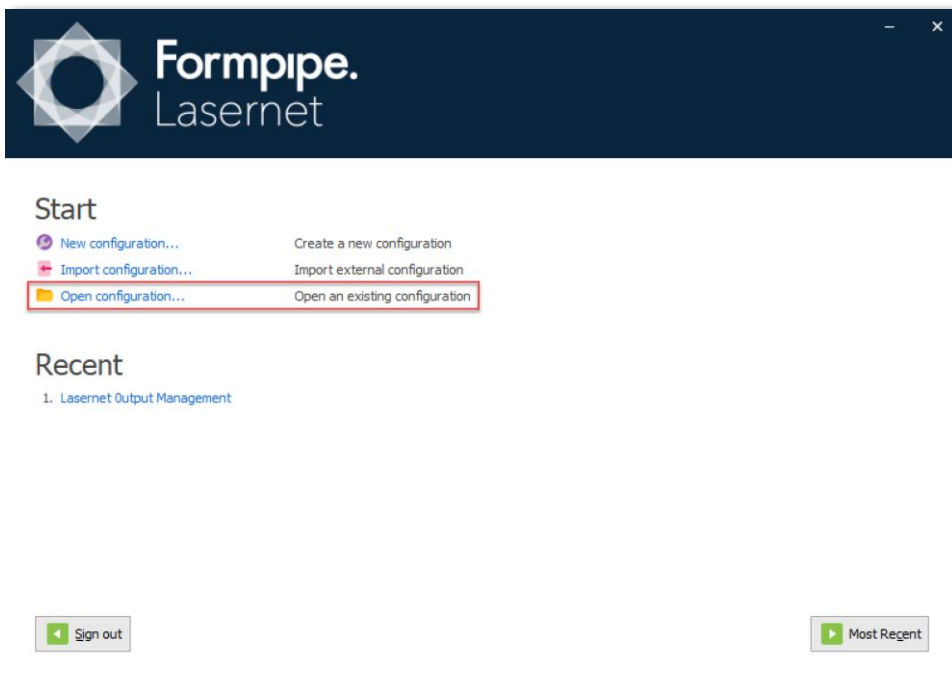 Formpipe.
Lasernet
Start
New configuration... Create a new configuration
Import configuration... Import external configuration
Open configuration... Open an existing configuration
Recent
1. Lasernet 0utput Management
Sign out Most Recent